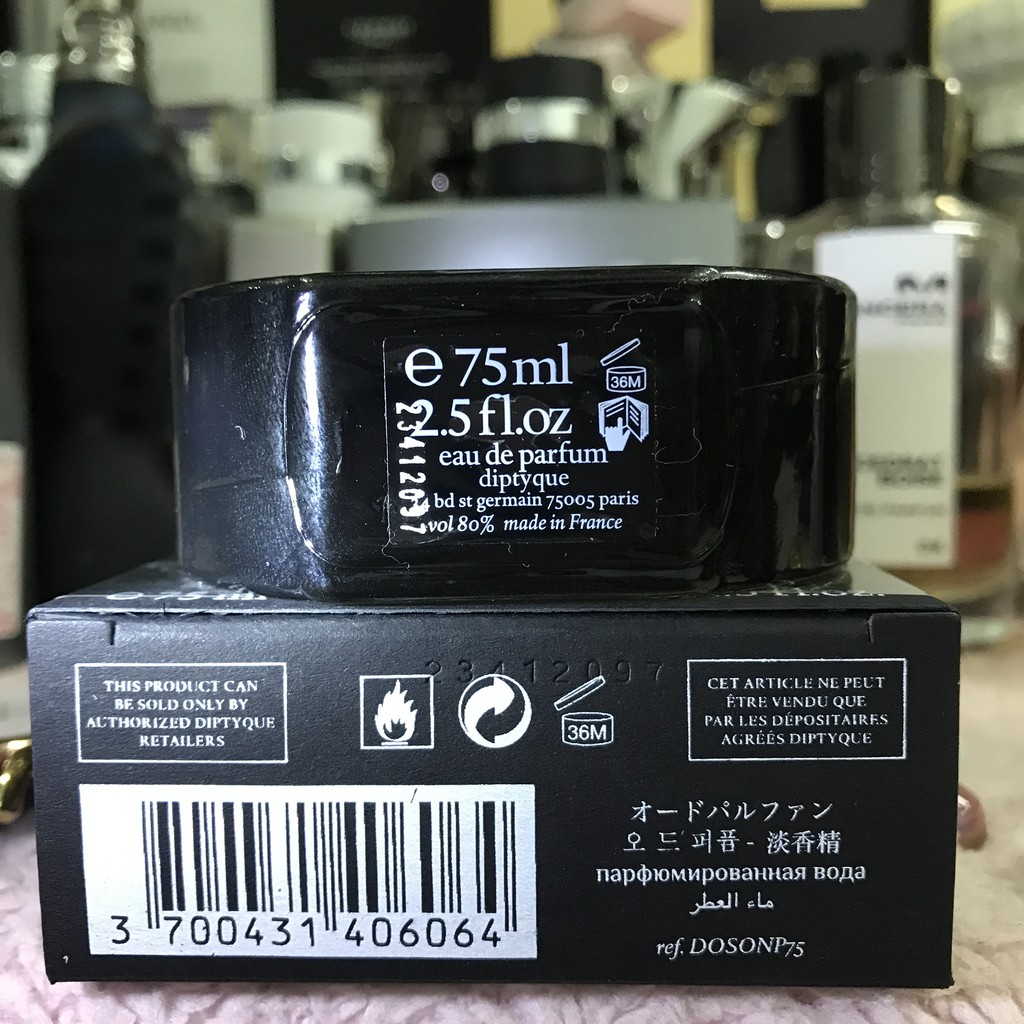 e 75ml
36M
2.5 fl.oz
eau de parfum
diptyque
34 bd st germain 75005 paris
vol 80% made in France
23412097
23412097
THIS PRODUCT CAN
BE SOLD ONLY BY
AUTHORIZED DIPTYQUE
RETAILERS
36M
CET ARTICLE NE PEUT
ÊTRE VENDU QUE
PAR LES DÉPOSITAIRES
AGRÉÉS DIPTYQUE
3 700431 406064
オードパルファン
오 드 퍼퓸 - 淡香精
парфюмированная вода
ماء العطر
ref. DOSONP75